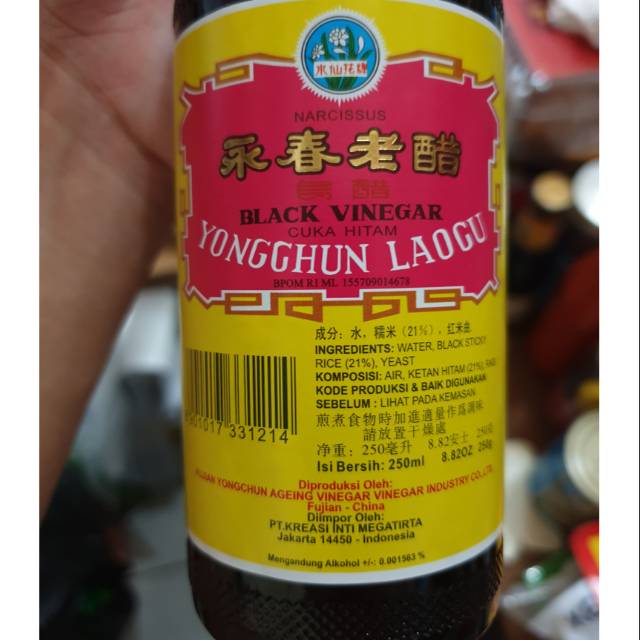 水仙花牌
NARCISSUS
永春老醋
BLACK VINEGAR
CUKA HITAM
YONGGHUN LAOCU
BPOM RI ML 155709014678
成分：水，糯米（21%），红米曲
INGREDIENTS: WATER, BLACK STICKY
RICE (21%), YEAST
KOMPOSISI: AIR, KETAN HITAM (21%), RAGI
KODE PRODUKSI & BAIK DIGUNAKAN
SEBELUM : LIHAT PADA KEMASAN
煎煮食物時加進適量作爲調味
請放置干燥處
净重：250毫升 8.82安士 250克
Isi Bersih: 250ml 8.82OZ 250g
901017 331214
Diproduksi Oleh:
FUJIAN YONGCHUN AGEING VINEGAR VINEGAR INDUSTRY CO.,LTD
Fujian - China
Diimpor Oleh:
PT.KREASI INTI MEGATIRTA
Jakarta 14450 - Indonesia
Mengandung Alkohol +/-: 0.001563 %